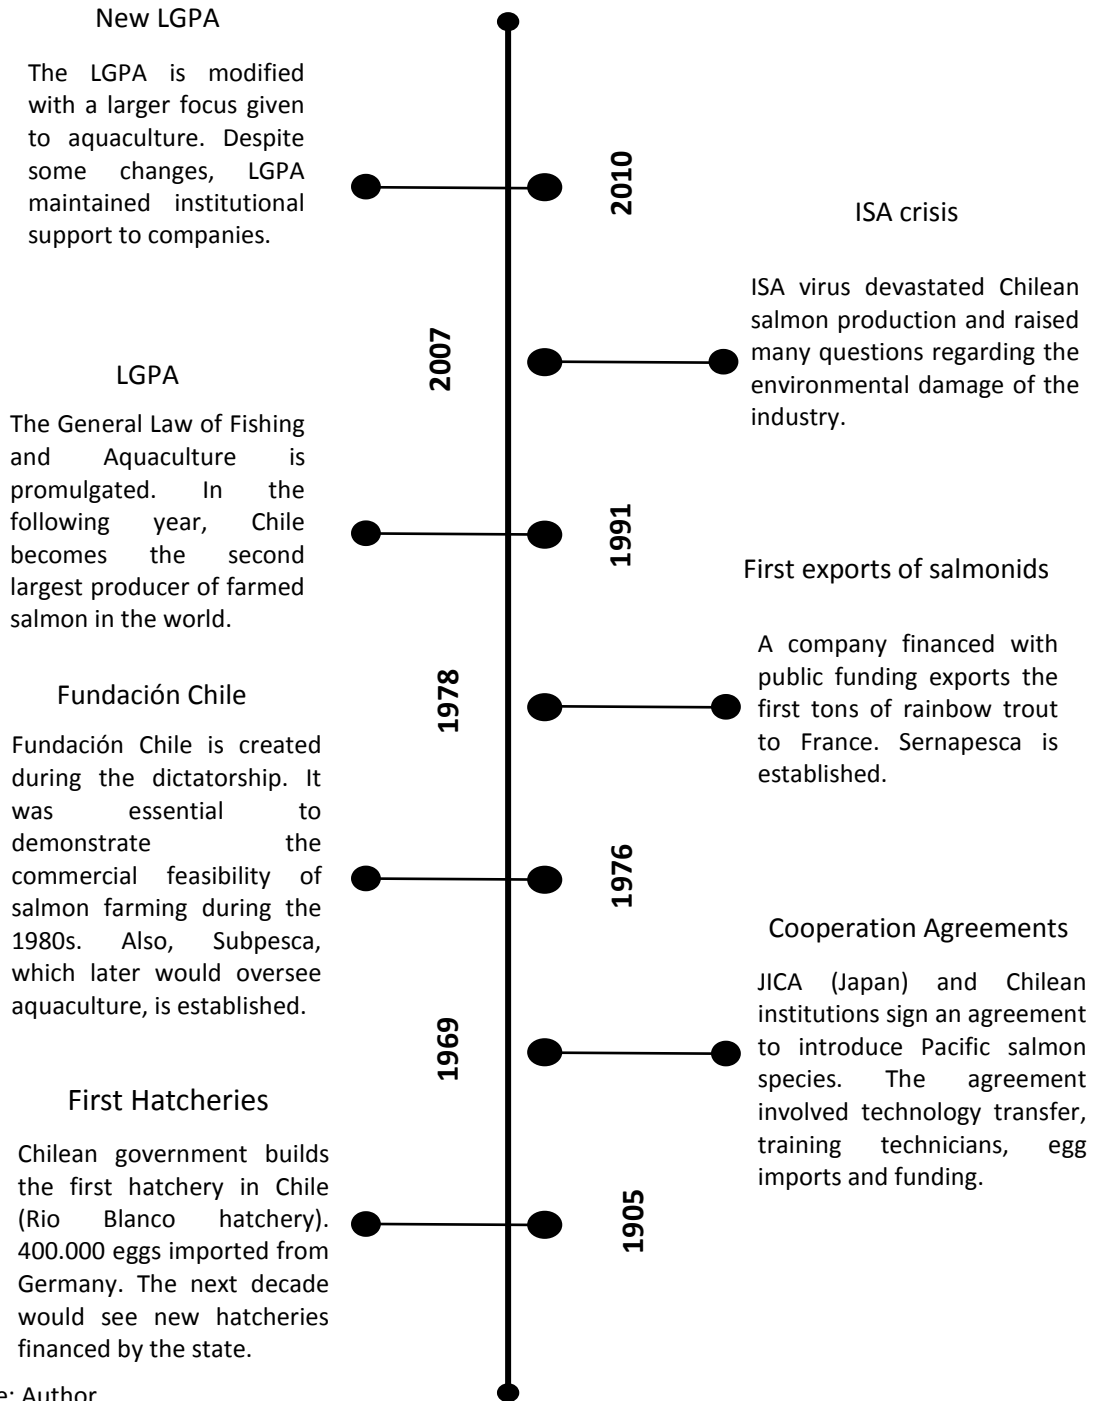 New LGPA
The LGPA is modified
with a larger focus given
to aquaculture. Despite
some changes, LGPA
maintained institutional
support to companies.
2010
ISA crisis
ISA virus devastated Chilean
salmon production and raised
many questions regarding the
environmental damage of the
industry.
2007
LGPA
The General Law of Fishing
and Aquaculture is
promulgated. In the
following year, Chile
becomes the second
largest producer of farmed
salmon in the world.
1991
First exports of salmonids
A company financed with
public funding exports the
first tons of rainbow trout
to France. Sernapesca is
established.
1978
Fundación Chile
Fundación Chile is created
during the dictatorship. It
was essential to
demonstrate the
commercial feasibility of
salmon farming during the
1980s. Also, Subpesca,
which later would oversee
aquaculture, is established.
1976
Cooperation Agreements
JICA (Japan) and Chilean
institutions sign an agreement
to introduce Pacific salmon
species. The agreement
involved technology transfer,
training technicians, egg
imports and funding.
1969
First Hatcheries
Chilean government builds
the first hatchery in Chile
(Rio Blanco hatchery).
400.000 eggs imported from
Germany. The next decade
would see new hatcheries
financed by the state.
1905
e: Author